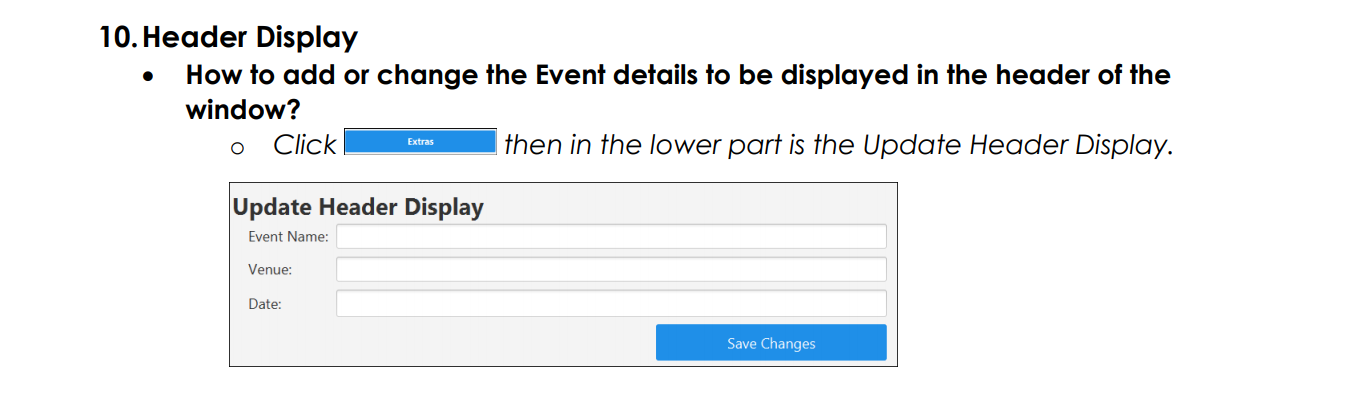 10. Header Display
• How to add or change the Event details to be displayed in the header of the
window?
o Click Extras then in the lower part is the Update Header Display.
Update Header Display
Event Name:
Venue:
Date:
Save Changes